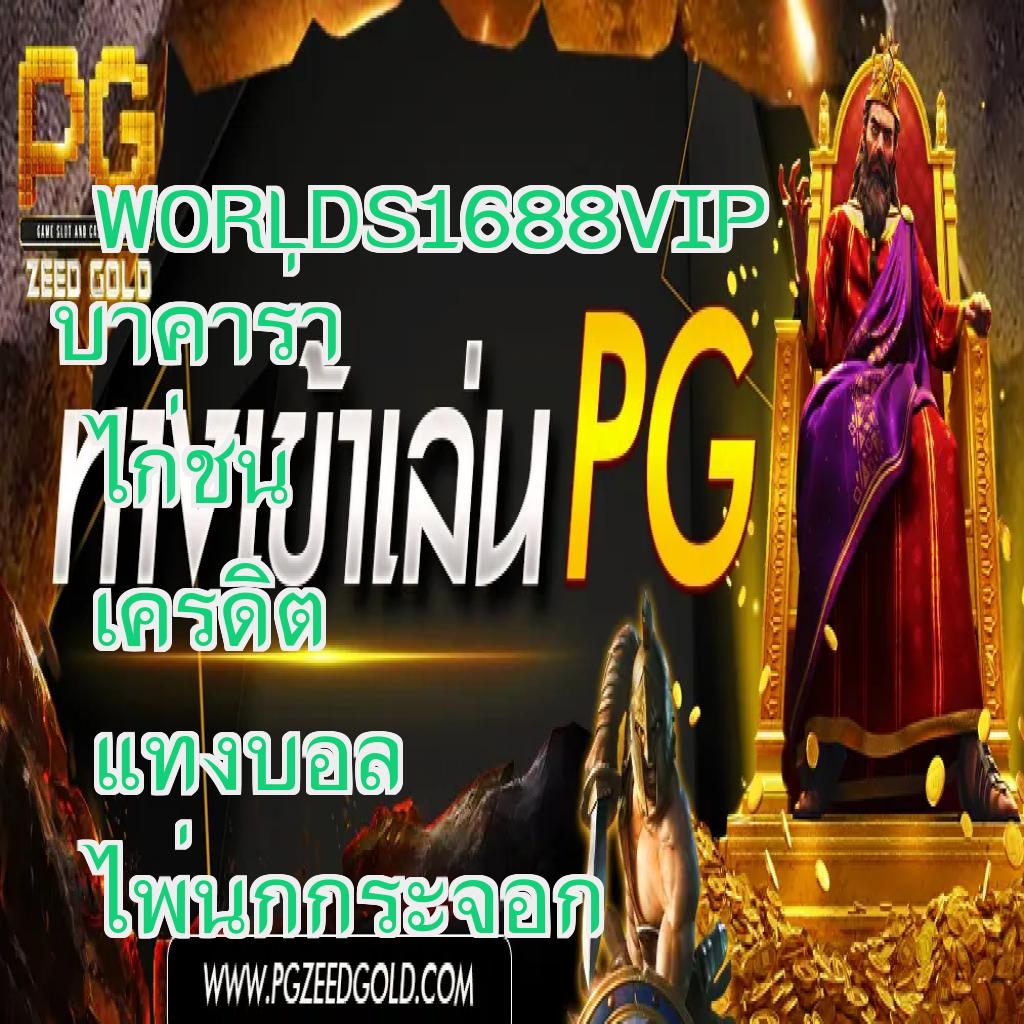 PG
GAME SLOT AND CA
ZEED GOLD
WORLDS1688VIP
บาคาร่า
ทางเข้าเล่น PG
ไก่ชน
เครดิต
แทงบอล
ไพ่นกกระจอก
WWW.PGZEEDGOLD.COM